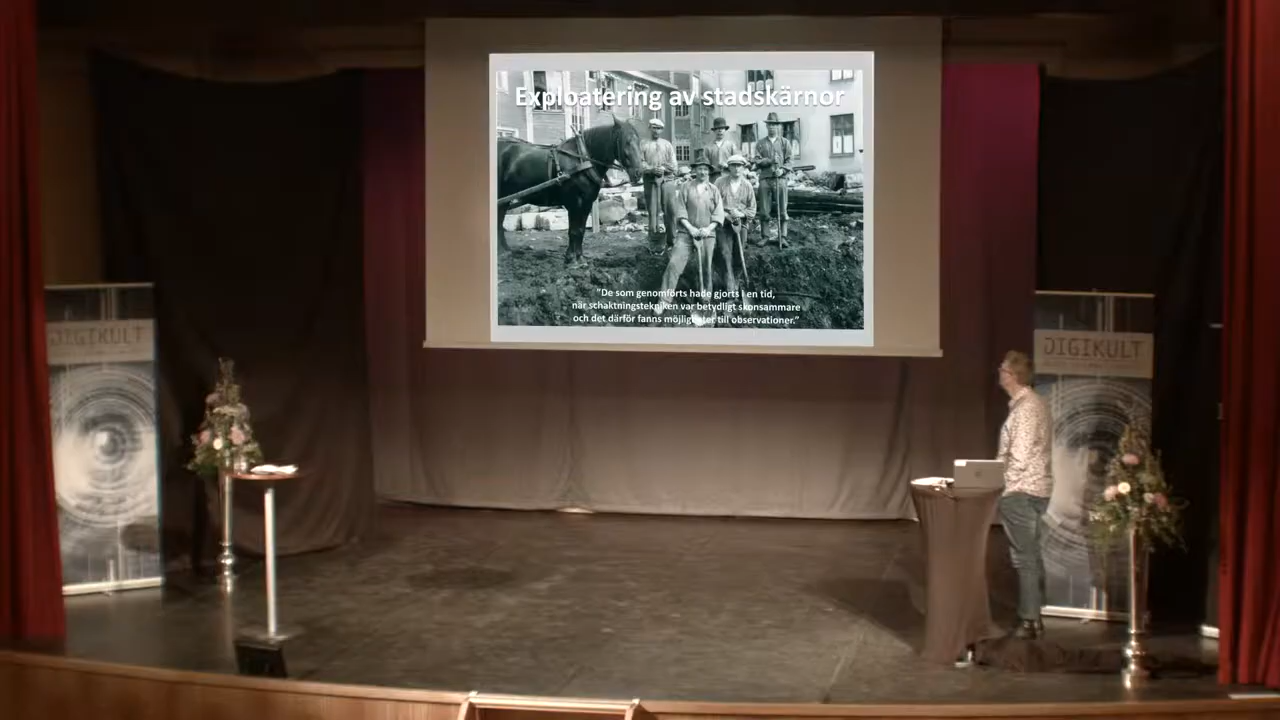 Exploatering av stadskärnor
"De som genomförts hade gjorts i en tid,
när schaktningstekniken var betydligt skonsammare
och det därför fanns möjligheter till observationer."
DIGIKULT
DIGIKULT